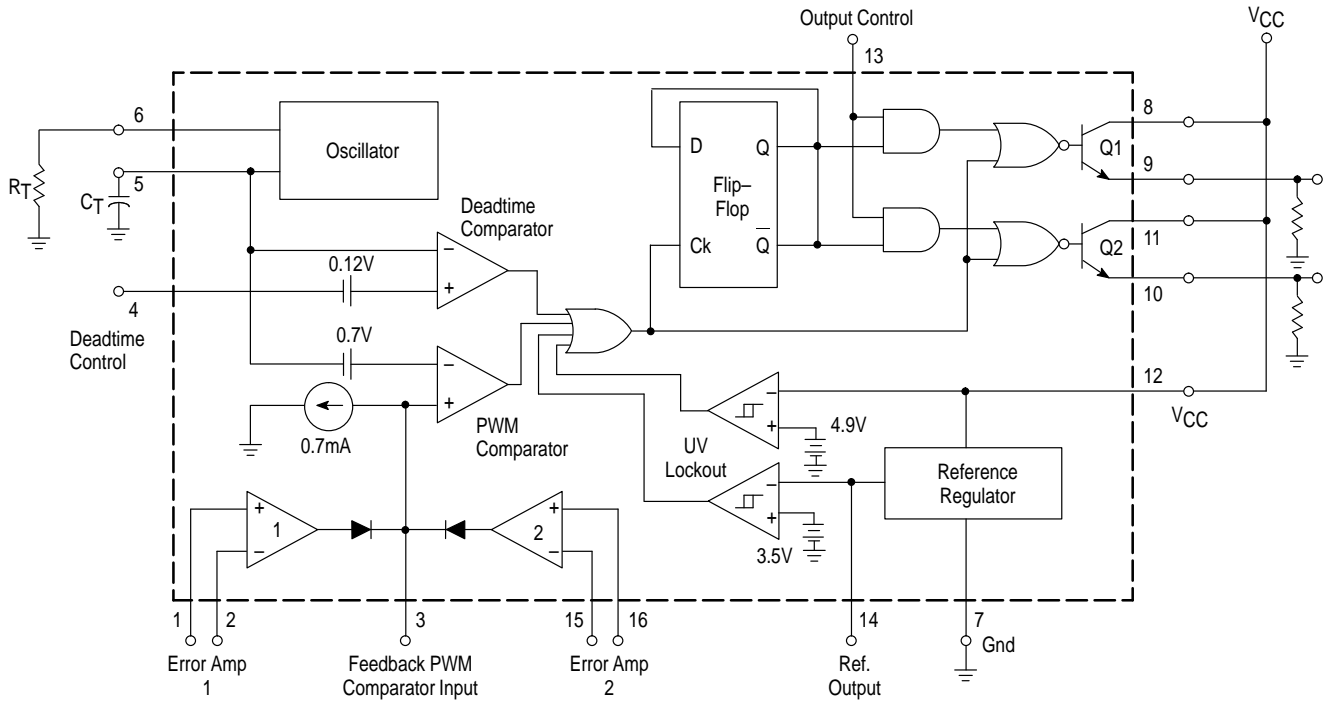 Output Control
VCC
13
6
8
Oscillator
D
Q
Q1
5
9
RT
CT
Flip–
Flop
Deadtime
Comparator
Ck
Q
11
Q2
0.12V
–
+
4
10
Deadtime
Control
0.7V
–
+
12
–
+
VCC
0.7mA
PWM
Comparator
4.9V
UV
Lockout
Reference
Regulator
–
+
+
1
–
+
2
–
3.5V
1
2
3
15
16
14
7
Gnd
Error Amp
1
Feedback PWM
Comparator Input
Error Amp
2
Ref.
Output